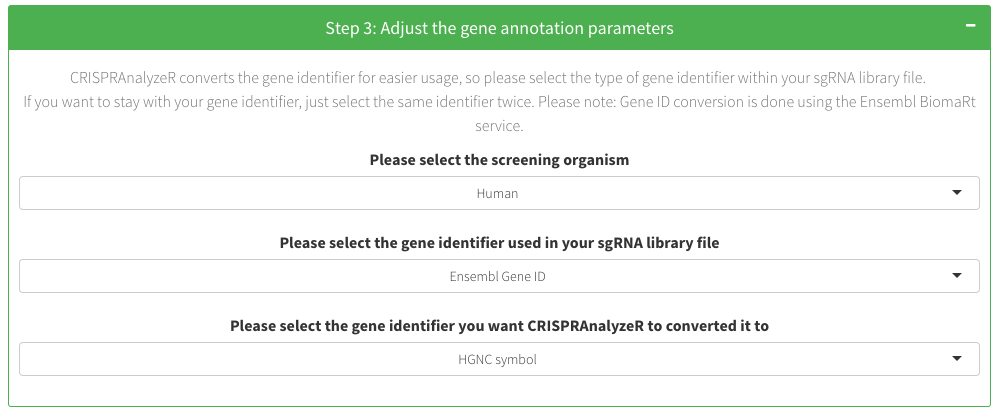 Step 3: Adjust the gene annotation parameters
CRISPRAnalyzeR converts the gene identifier for easier usage, so please select the type of gene identifier within your sgRNA library file.
If you want to stay with your gene identifier, just select the same identifier twice. Please note: Gene ID conversion is done using the Ensembl BiomaRt
service.
Please select the screening organism
Human
Please select the gene identifier used in your sgRNA library file
Ensembl Gene ID
Please select the gene identifier you want CRISPRAnalyzeR to converted it to
HGNC symbol